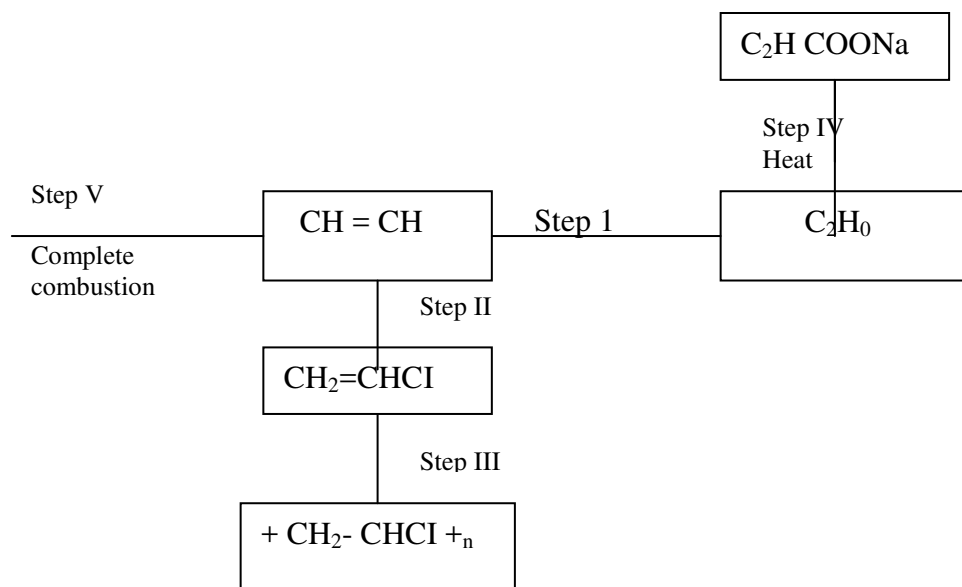 C₂H COONa
Step IV
Heat
Step V
CH = CH
Step 1
C₂H₀
Complete
combustion
Step II
CH₂=CHCI
Step III
+ CH₂- CHCI +ₙ